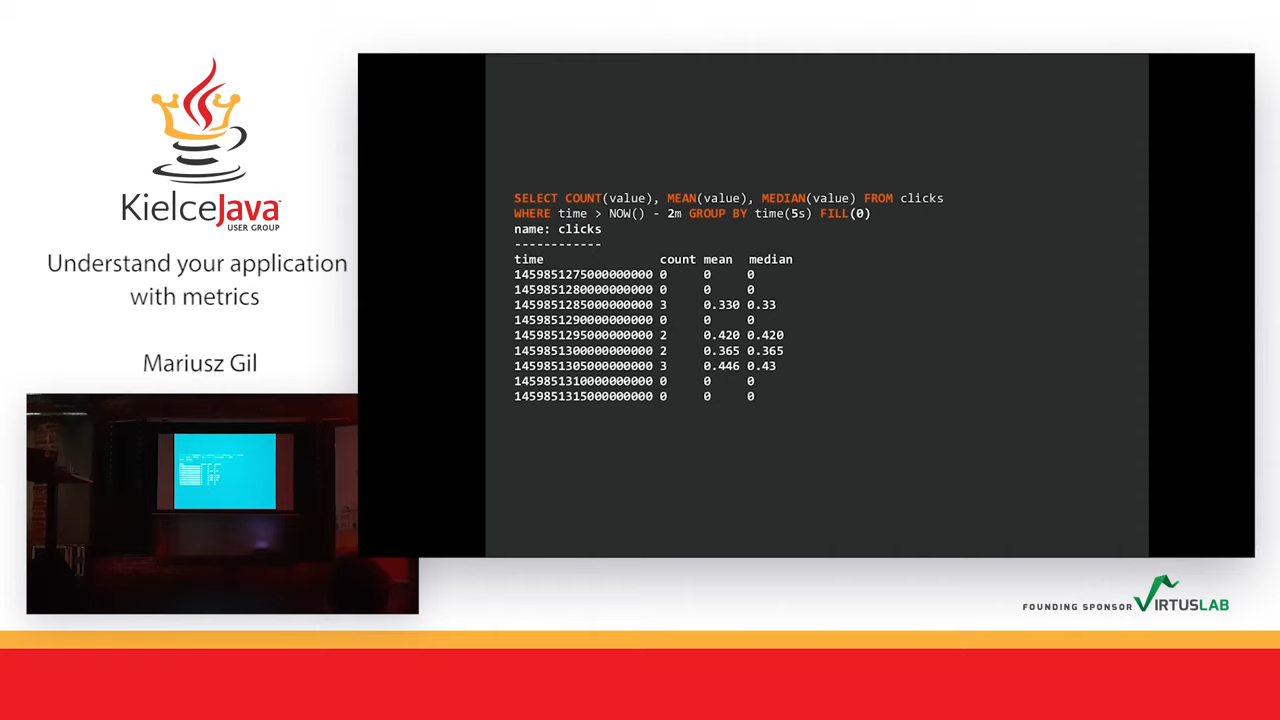 KielceJava
USER GROUP
Understand your application
with metrics
Mariusz Gil
SELECT COUNT(value), MEAN(value), MEDIAN(value) FROM clicks
WHERE time > NOW() - 2m GROUP BY time(5s) FILL(0)
name: clicks
------------
time count mean median
1459851275000000000 0 0 0
1459851280000000000 0 0 0
1459851285000000000 3 0.330 0.33
1459851290000000000 0 0 0
1459851295000000000 2 0.420 0.420
1459851300000000000 2 0.365 0.365
1459851305000000000 3 0.446 0.43
1459851310000000000 0 0 0
1459851315000000000 0 0 0
FOUNDING SPONSOR VIRTUSLAB